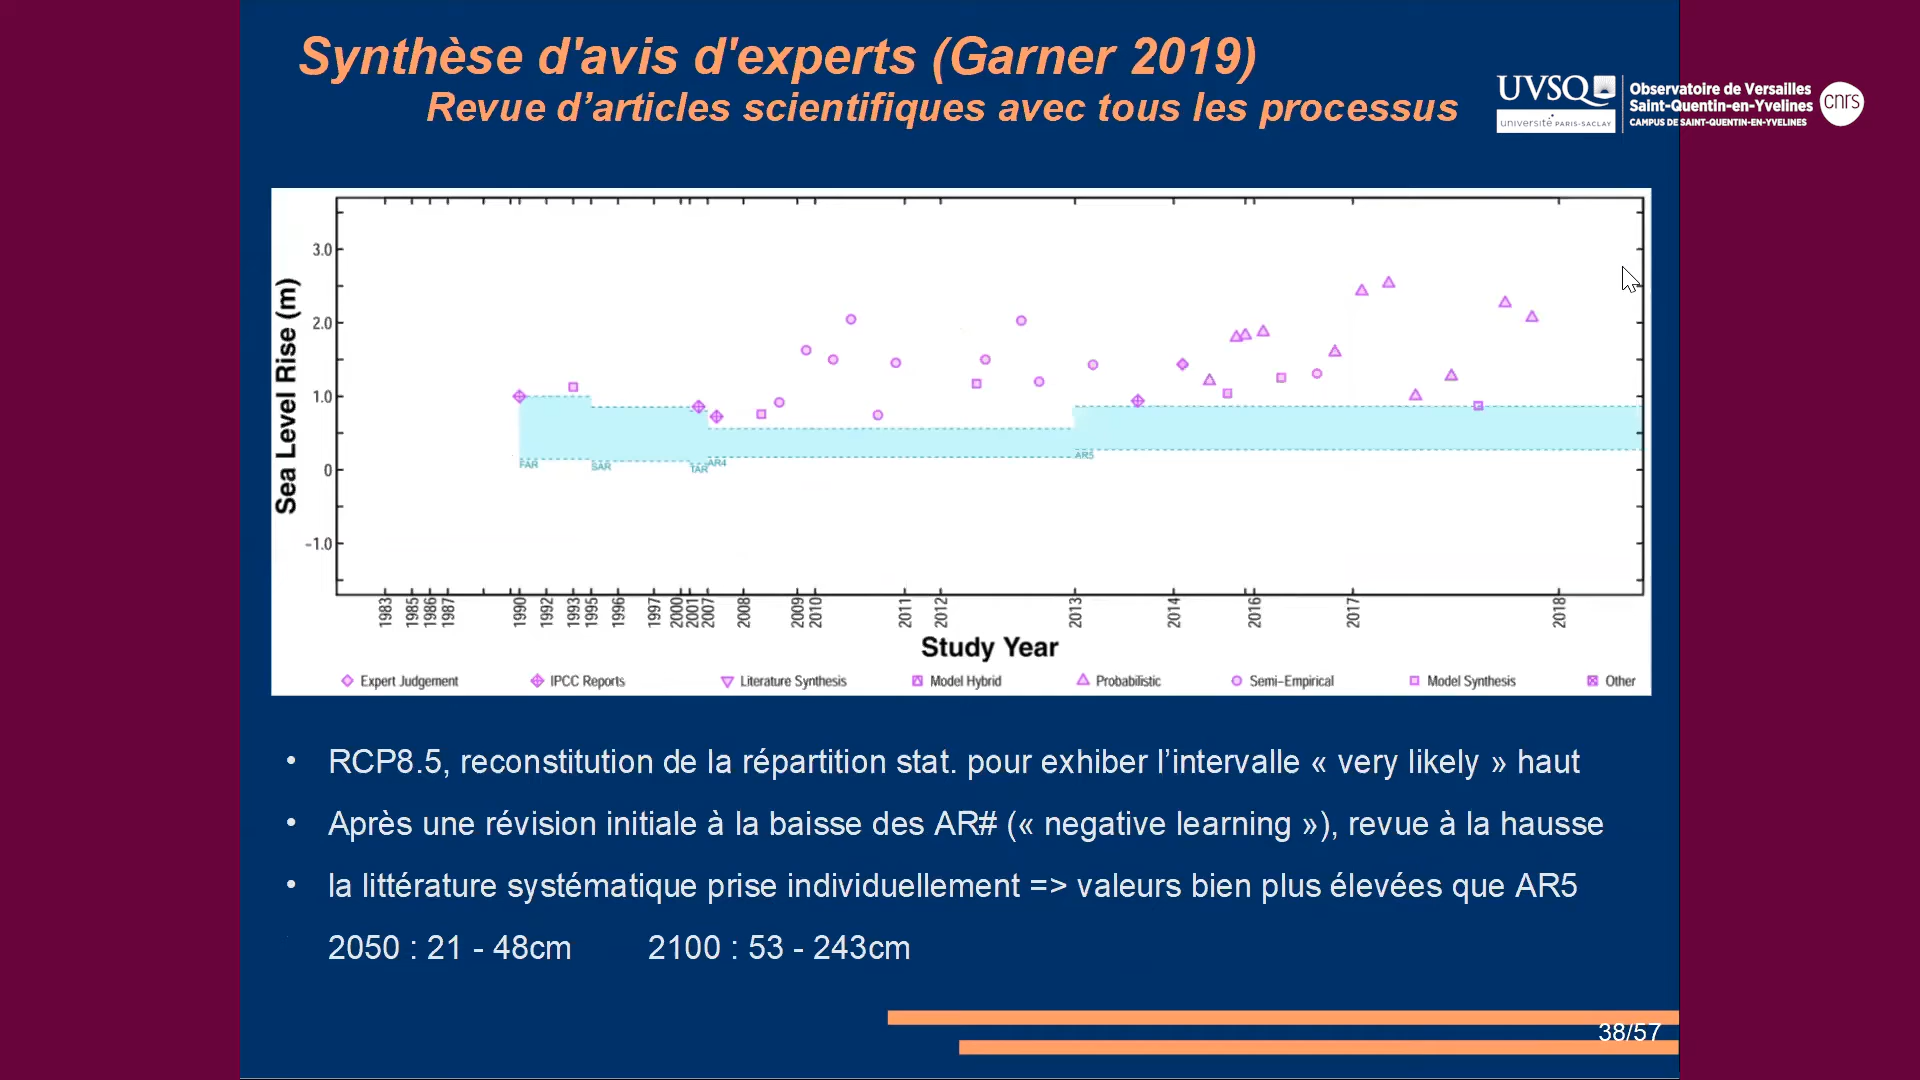 Synthèse d'avis d'experts (Garner 2019)
Revue d’articles scientifiques avec tous les processus
UVSQ
université PARIS-SACLAY
Observatoire de Versailles
Saint-Quentin-en-Yvelines
CAMPUS DE SAINT-QUENTIN-EN-YVELINES
cnrs
Sea Level Rise (m)
3.0
2.0
1.0
0
-1.0
FAR
SAR
TAR
AR4
AR5
1983
1985
1986
1987
1990
1992
1993
1995
1996
1997
2000
2001
2007
2008
2009
2010
2011
2012
2013
2014
2016
2017
2018
Study Year
Expert Judgement
IPCC Reports
Literature Synthesis
Model Hybrid
Probabilistic
Semi-Empirical
Model Synthesis
Other
• RCP8.5, reconstitution de la répartition stat. pour exhiber l’intervalle « very likely » haut
• Après une révision initiale à la baisse des AR# (« negative learning »), revue à la hausse
• la littérature systématique prise individuellement => valeurs bien plus élevées que AR5
2050 : 21 - 48cm 2100 : 53 - 243cm
38/57